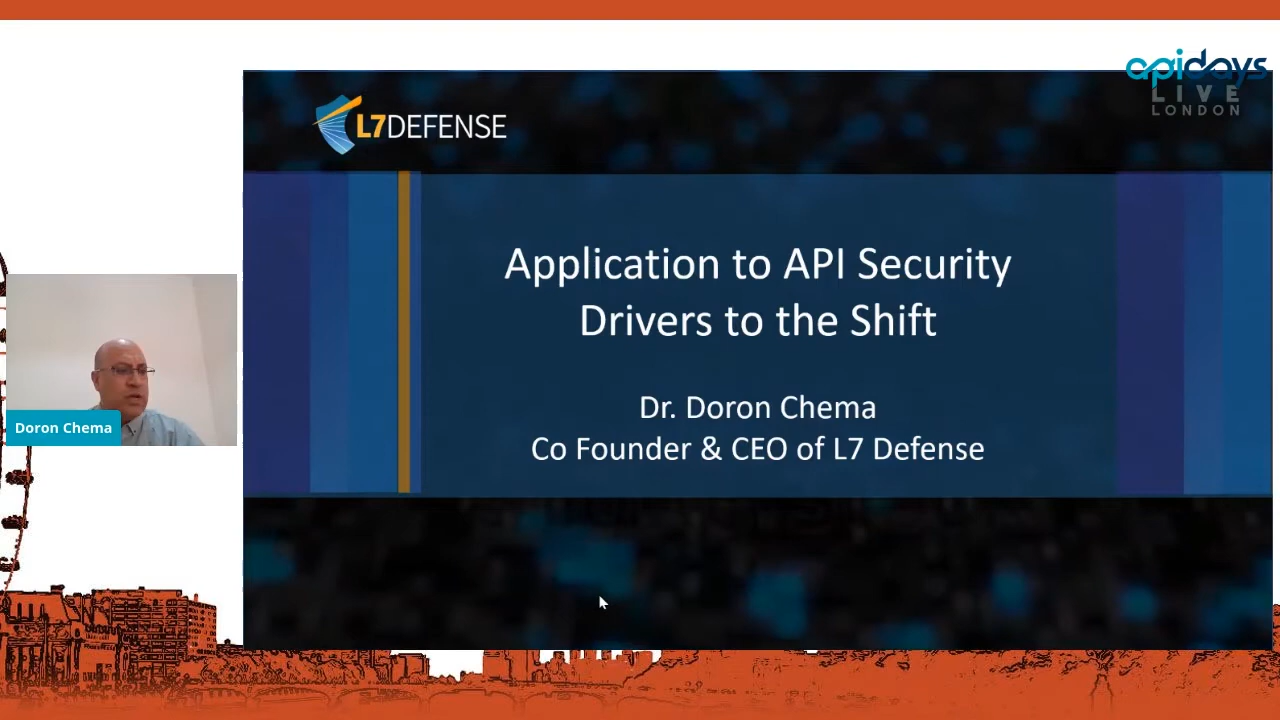 apidays
LIVE
LONDON
L7DEFENSE
Application to API Security
Drivers to the Shift
Dr. Doron Chema
Co Founder & CEO of L7 Defense
Doron Chema